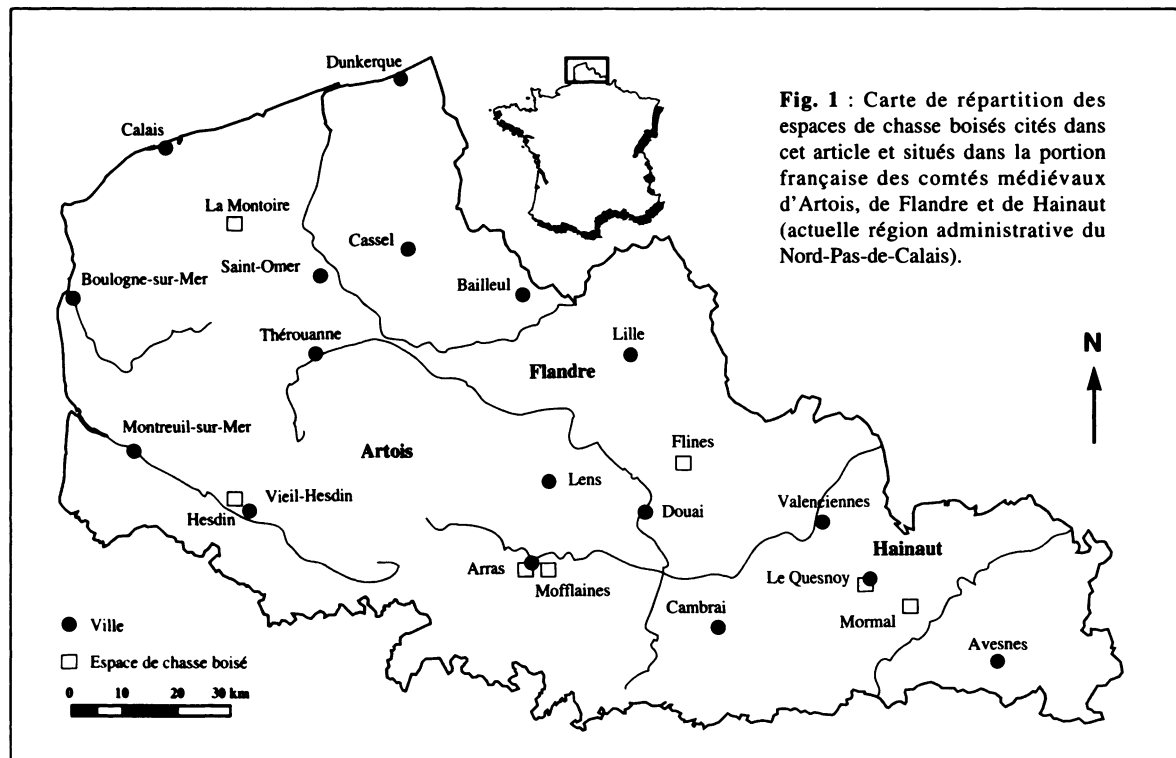 Dunkerque
Fig. 1 : Carte de répartition des
espaces de chasse boisés cités dans
cet article et situés dans la portion
française des comtés médiévaux
d'Artois, de Flandre et de Hainaut
(actuelle région administrative du
Nord-Pas-de-Calais).
Calais
La Montoire
Cassel
Saint-Omer
Boulogne-sur-Mer
Bailleul
Thérouanne
Lille
N
Flandre
Montreuil-sur-Mer
Artois
Flines
Lens
Vieil-Hesdin
Valenciennes
Hesdin
Douai
Hainaut
Arras
Mofflaines
Le Quesnoy
Cambrai
Mormal
Ville
Avesnes
Espace de chasse boisé
0 10 20 30 km